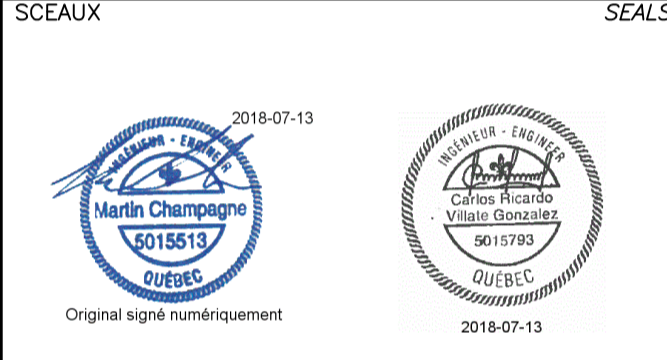 SCEAUX
SEALS
2018-07-13
INGÉNIEUR - ENGINEER
Martin Champagne
5015513
QUÉBEC
Original signé numériquement
INGÉNIEUR - ENGINEER
Carlos Ricardo
Villate Gonzalez
5015793
QUÉBEC
2018-07-13